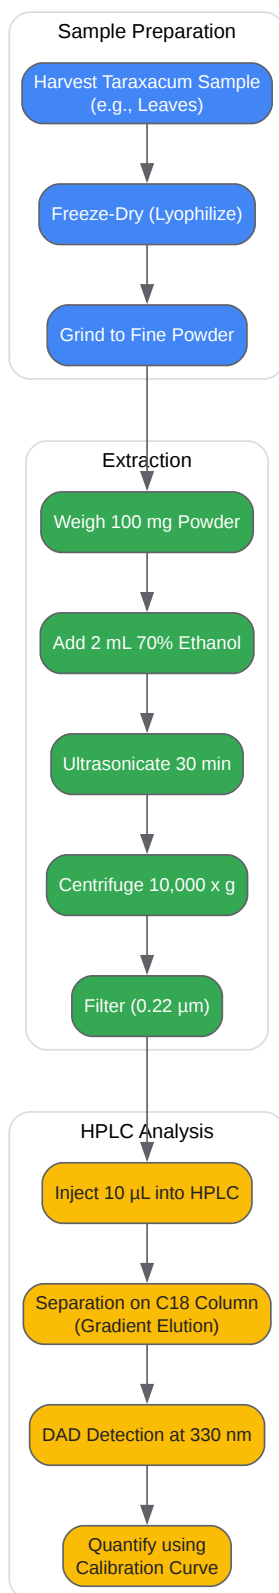 Sample Preparation
Harvest Taraxacum Sample
(e.g., Leaves)
Freeze-Dry (Lyophilize)
Grind to Fine Powder
Extraction
Weigh 100 mg Powder
Add 2 mL 70% Ethanol
Ultrasonicate 30 min
Centrifuge 10,000 x g
Filter (0.22 µm)
HPLC Analysis
Inject 10 µL into HPLC
Separation on C18 Column
(Gradient Elution)
DAD Detection at 330 nm
Quantify using
Calibration Curve